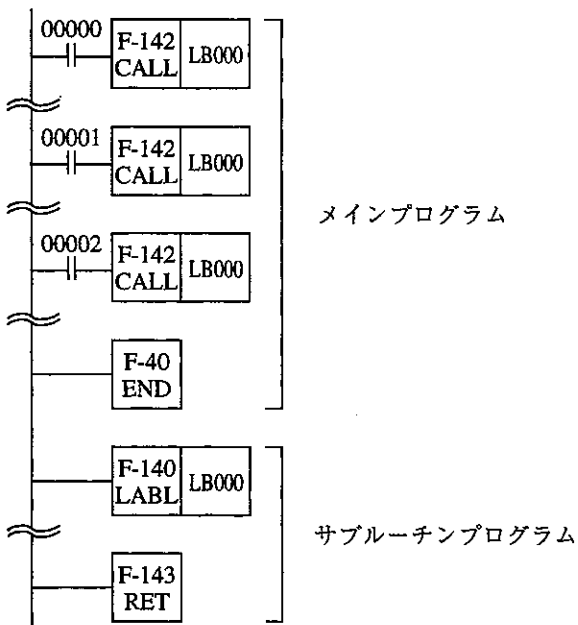 00000
F-142
CALL
LB000
00001
F-142
CALL
LB000
メインプログラム
00002
F-142
CALL
LB000
F-40
END
F-140
LABL
LB000
サブルーチンプログラム
F-143
RET